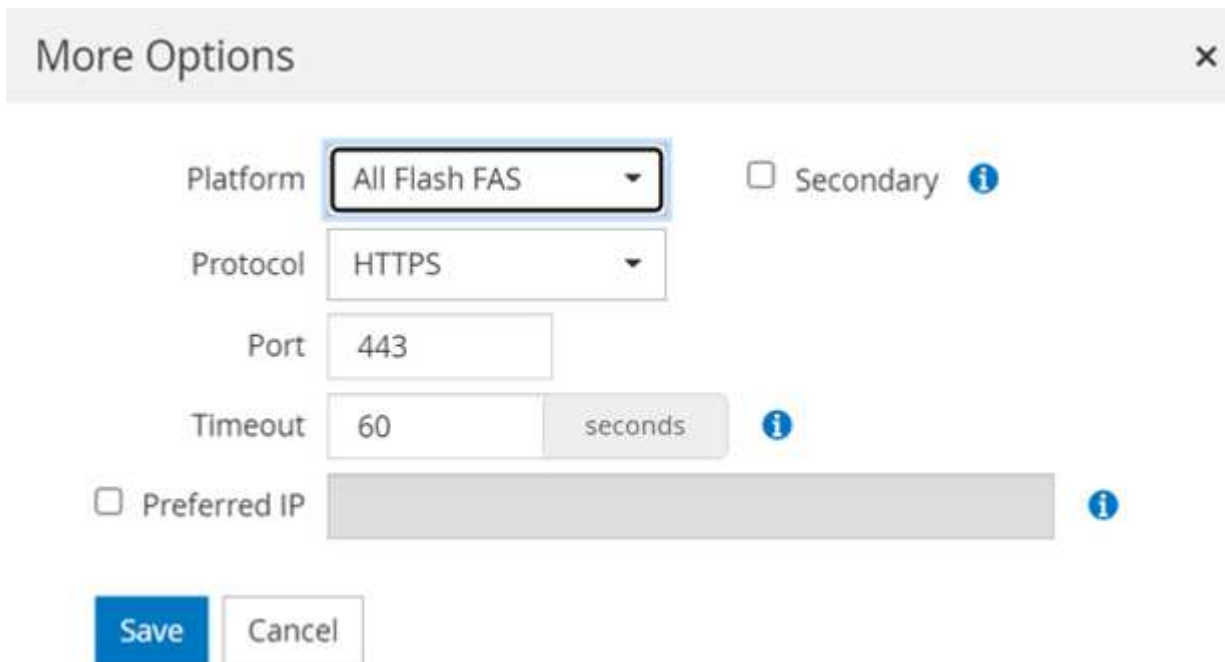 More Options ×
Platform All Flash FAS Secondary
Protocol HTTPS
Port 443
Timeout 60 seconds
Preferred IP
Save Cancel